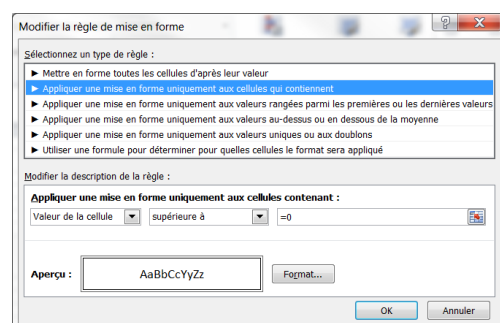 Modifier la règle de mise en forme
Sélectionnez un type de règle :
► Mettre en forme toutes les cellules d'après leur valeur
► Appliquer une mise en forme uniquement aux cellules qui contiennent
► Appliquer une mise en forme uniquement aux valeurs rangées parmi les premières ou les dernières valeurs
► Appliquer une mise en forme uniquement aux valeurs au-dessus ou en dessous de la moyenne
► Appliquer une mise en forme uniquement aux valeurs uniques ou aux doublons
► Utiliser une formule pour déterminer pour quelles cellules le format sera appliqué
Modifier la description de la règle :
Appliquer une mise en forme uniquement aux cellules contenant :
Valeur de la cellule supérieure à =0
Aperçu : AaBbCcYyZz Format...
OK Annuler